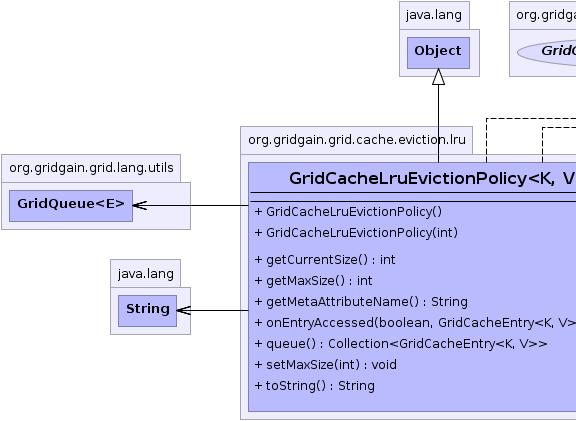 java.lang
org.gridga
Object
Grid
org.gridgain.grid.cache.eviction.lru
org.gridgain.grid.lang.utils
GridCacheLruEvictionPolicy<K, V
GridQueue<E>
+ GridCacheLruEvictionPolicy()
+ GridCacheLruEvictionPolicy(int)
java.lang
+ getCurrentSize() : int
+ getMaxSize() : int
String
+ getMetaAttributeName() : String
+ onEntryAccessed(boolean, GridCacheEntry<K, V>
+ queue() : Collection<GridCacheEntry<K, V>>
+ setMaxSize(int) : void
+ toString() : String